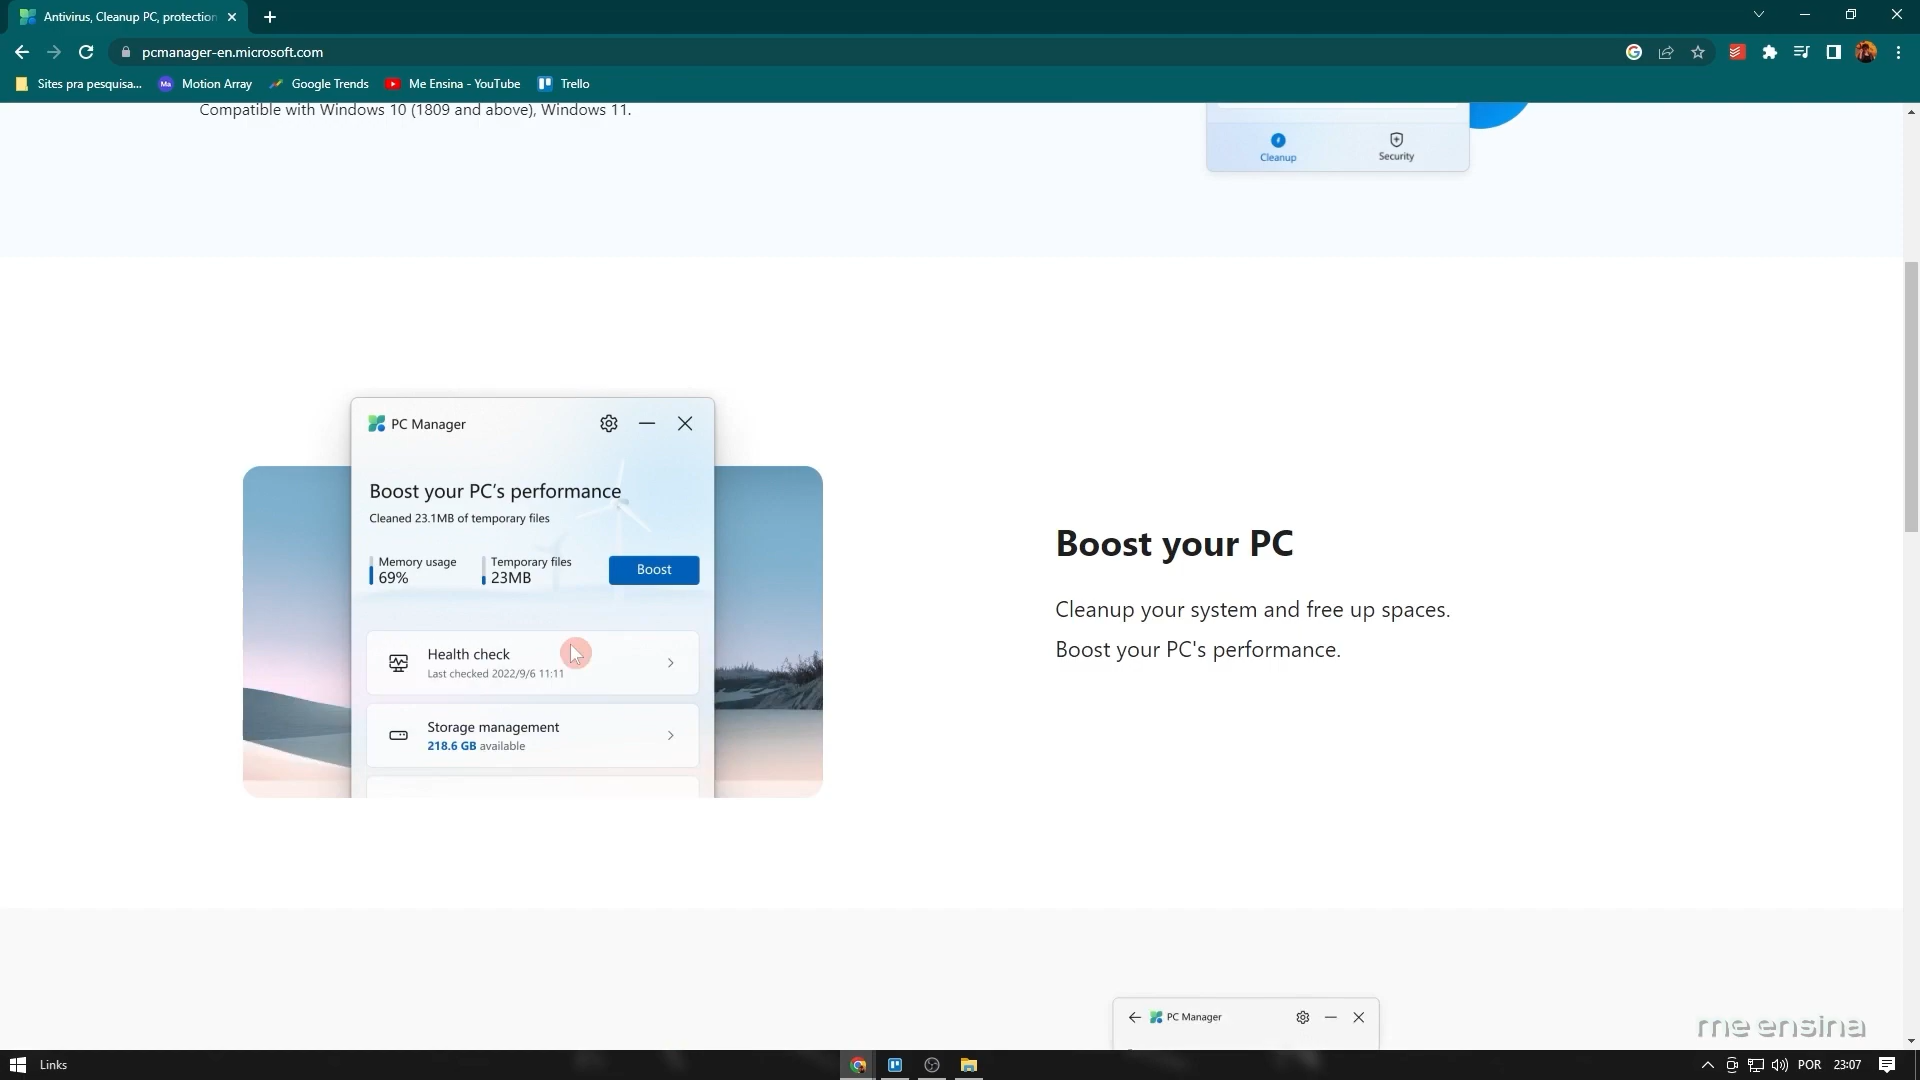 Antivirus, Cleanup PC, protection
pcmanager-en.microsoft.com
Sites pra pesquisa...
Ma
Motion Array
Google Trends
Me Ensina - YouTube
Trello
Compatible with Windows 10 (1809 and above), Windows 11.
Cleanup
Security
PC Manager
Boost your PC's performance
Cleaned 23.1MB of temporary files
Memory usage
69%
Temporary files
23MB
Boost
Health check
Last checked 2022/9/6 11:11
Storage management
218.6 GB available
Boost your PC
Cleanup your system and free up spaces.
Boost your PC's performance.
PC Manager
me ensina
Links
POR
23:07